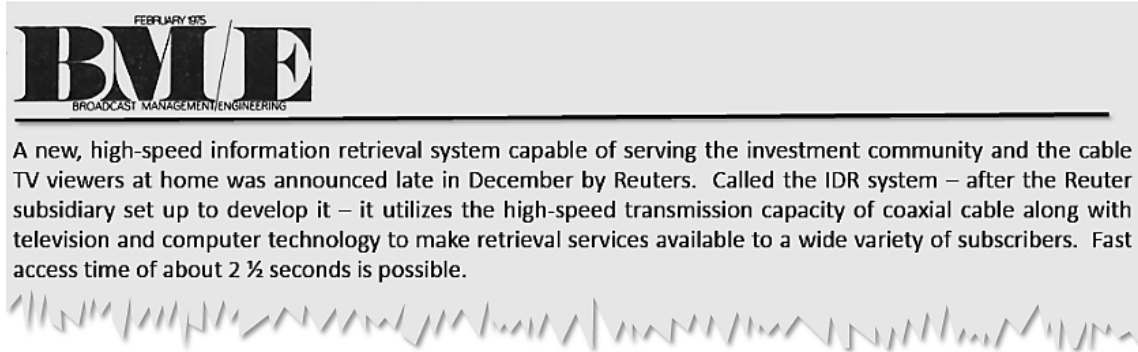 FEBRUARY 1975
BM/E
BROADCAST MANAGEMENT/ENGINEERING
A new, high-speed information retrieval system capable of serving the investment community and the cable
TV viewers at home was announced late in December by Reuters. Called the IDR system – after the Reuter
subsidiary set up to develop it – it utilizes the high-speed transmission capacity of coaxial cable along with
television and computer technology to make retrieval services available to a wide variety of subscribers. Fast
access time of about 2 ½ seconds is possible.